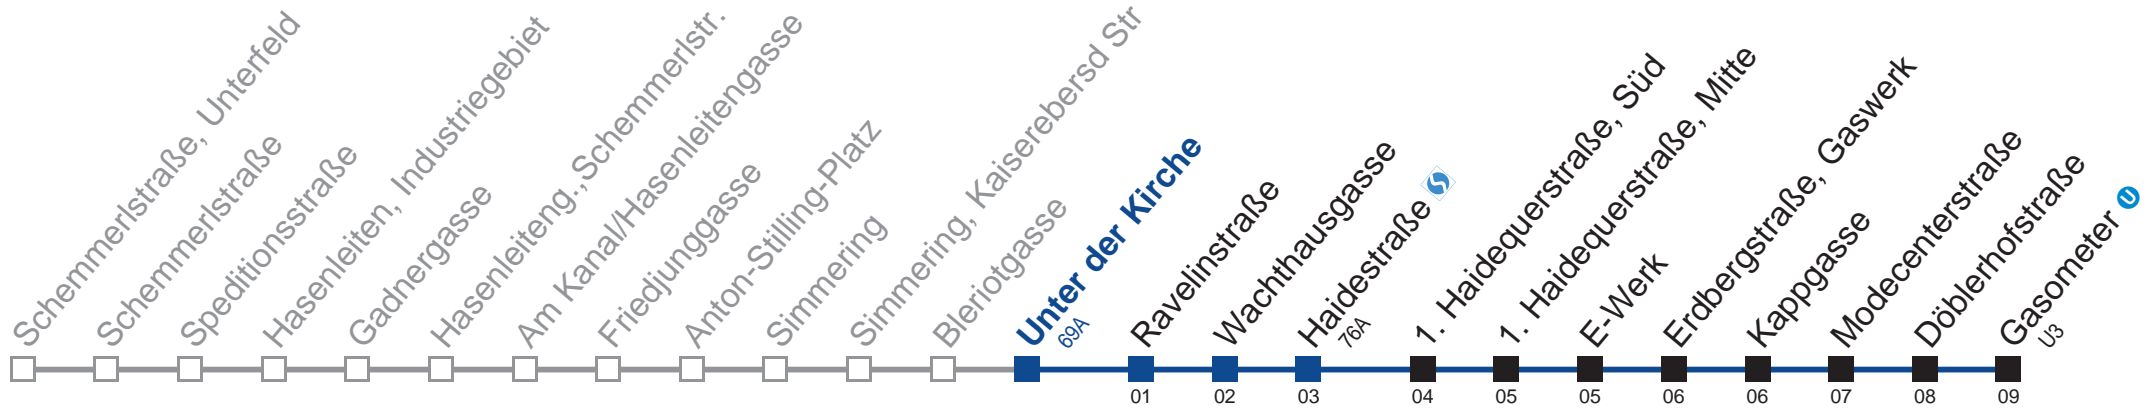 Schemmerlstraße, Unterfeld
Schemmerlstraße
Speditionsstraße
Hasenleiten, Industriegebiet
Gadnergasse
Hasenleiteng.,Schemmerlstr.
Am Kanal/Hasenleitengasse
Friedjunggasse
Anton-Stilling-Platz
Simmering
Simmering, Kaiserebersd Str
Bleriotgasse
Unter der Kirche
69A
Ravelinstraße
Wachthausgasse
Haidestraße
76A
1. Haidequerstraße, Süd
1. Haidequerstraße, Mitte
E-Werk
Erdbergstraße, Gaswerk
Kappgasse
Modecenterstraße
Döblerhofstraße
Gasometer U
U3
01 02 03 04 05 05 06 06 07 08 09